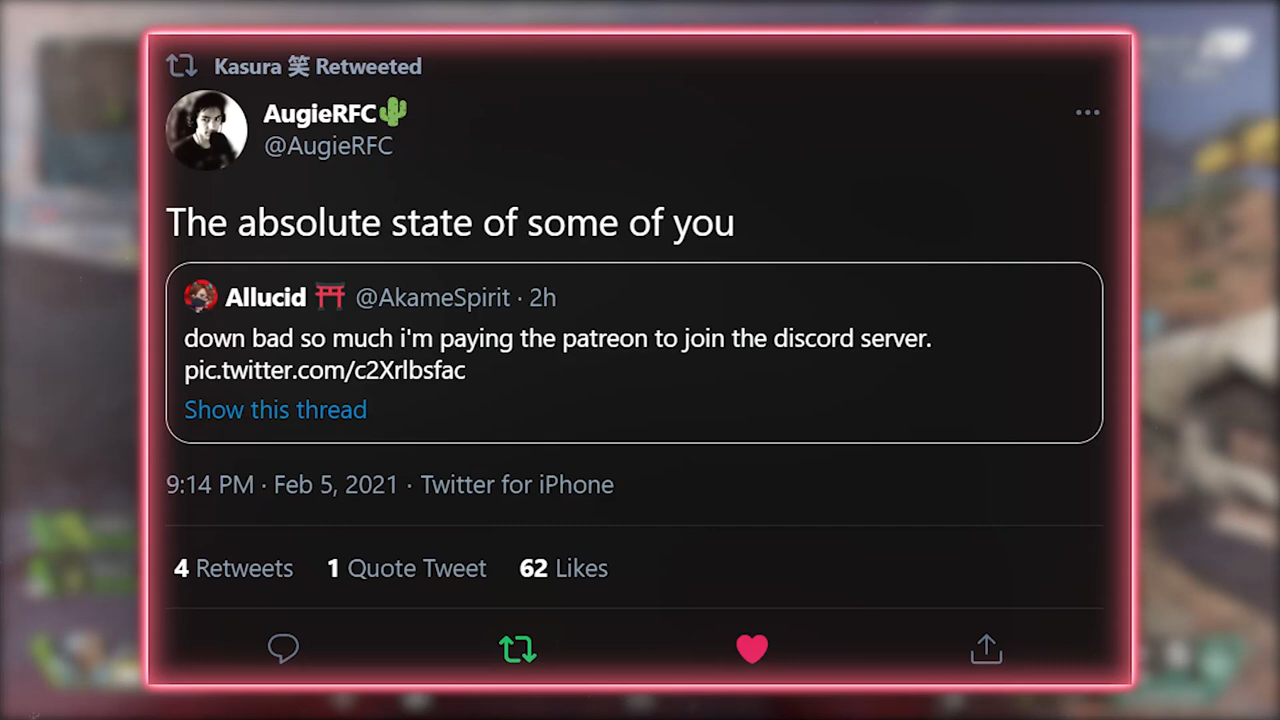 Kasura 笑 Retweeted
AugieRFC🌵
@AugieRFC
The absolute state of some of you
Allucid ⛩ @AkameSpirit · 2h
down bad so much i'm paying the patreon to join the discord server.
pic.twitter.com/c2Xrlbsfac
Show this thread
9:14 PM · Feb 5, 2021 · Twitter for iPhone
4 Retweets 1 Quote Tweet 62 Likes